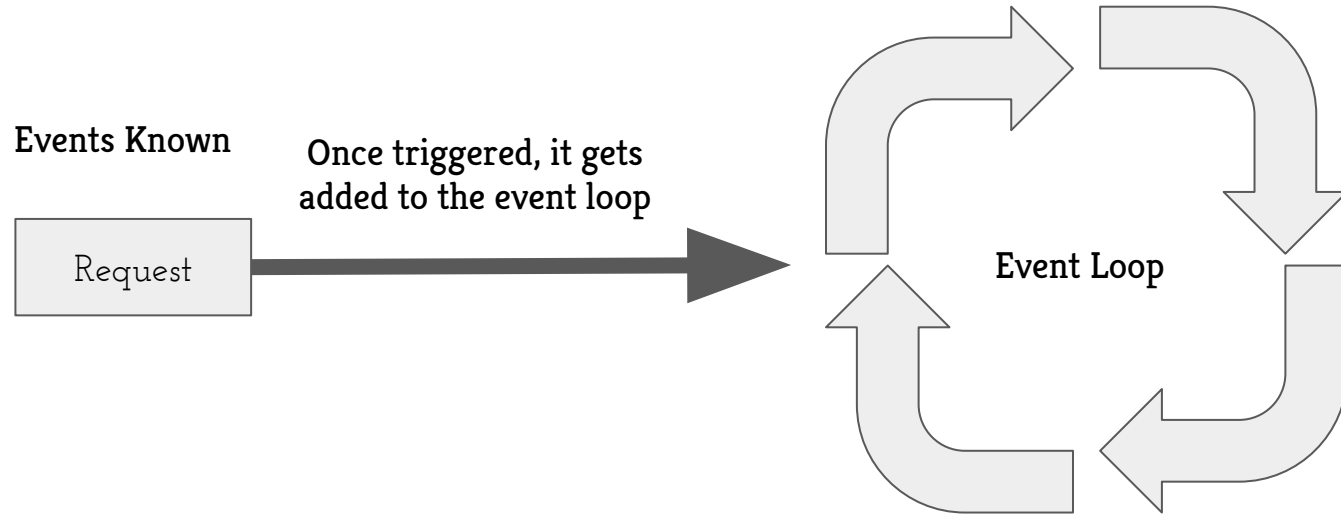 Events Known
Once triggered, it gets
added to the event loop
Request
Event Loop